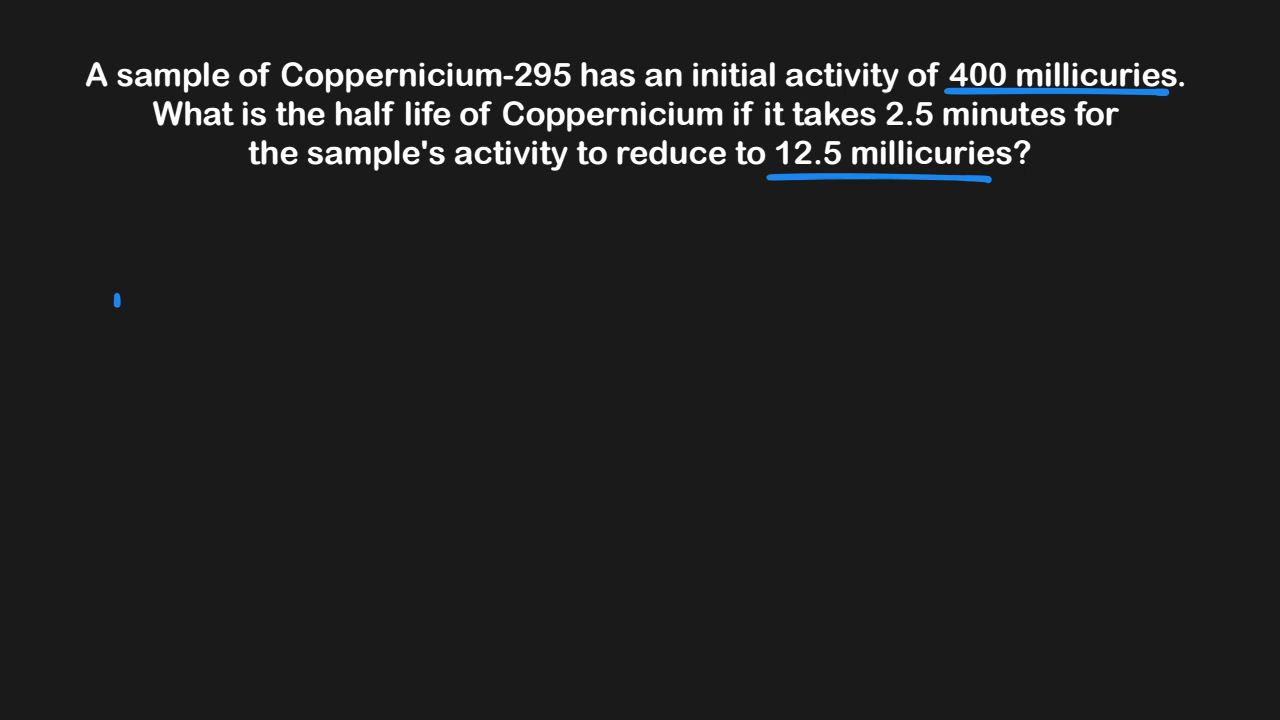 A sample of Coppernicium-295 has an initial activity of 400 millicuries.
What is the half life of Coppernicium if it takes 2.5 minutes for
the sample's activity to reduce to 12.5 millicuries?